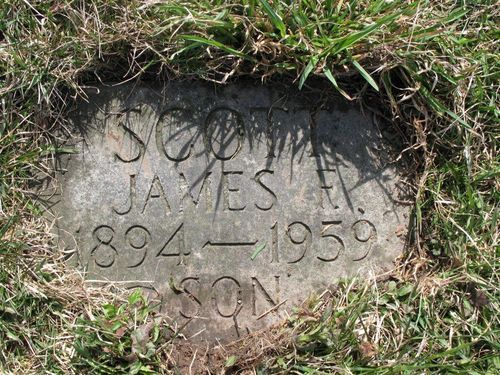 SCOTT
JAMES F.
1894 — 1959
SON